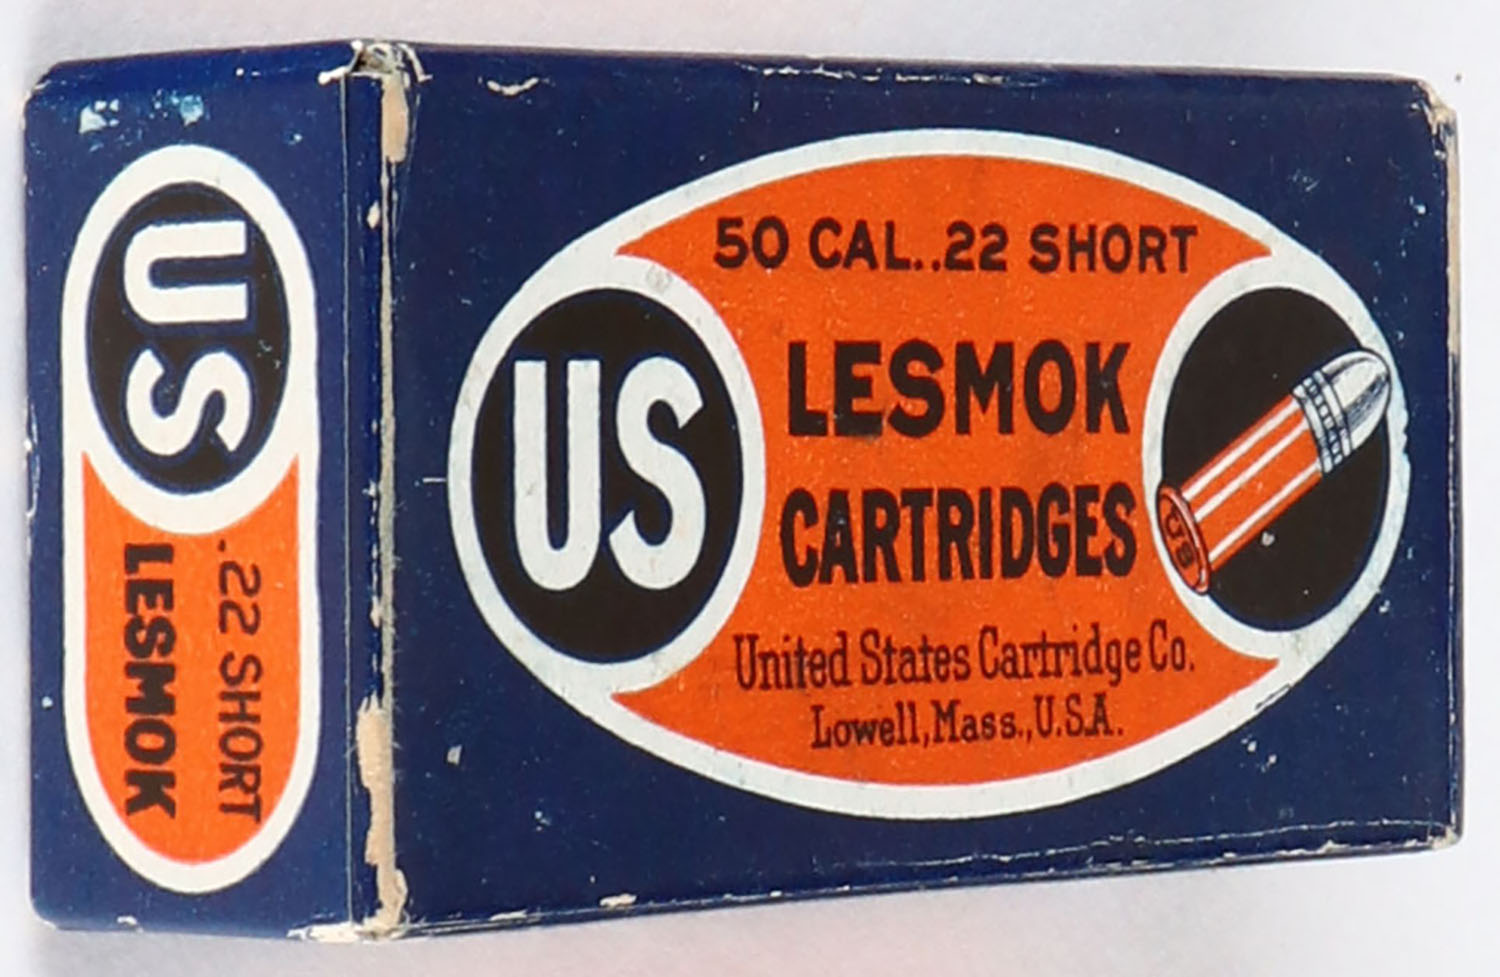 US
.22 SHORT
LESMOK
50 CAL..22 SHORT
US
LESMOK
CARTRIDGES
US
United States Cartridge Co.
Lowell,Mass.,U.S.A.